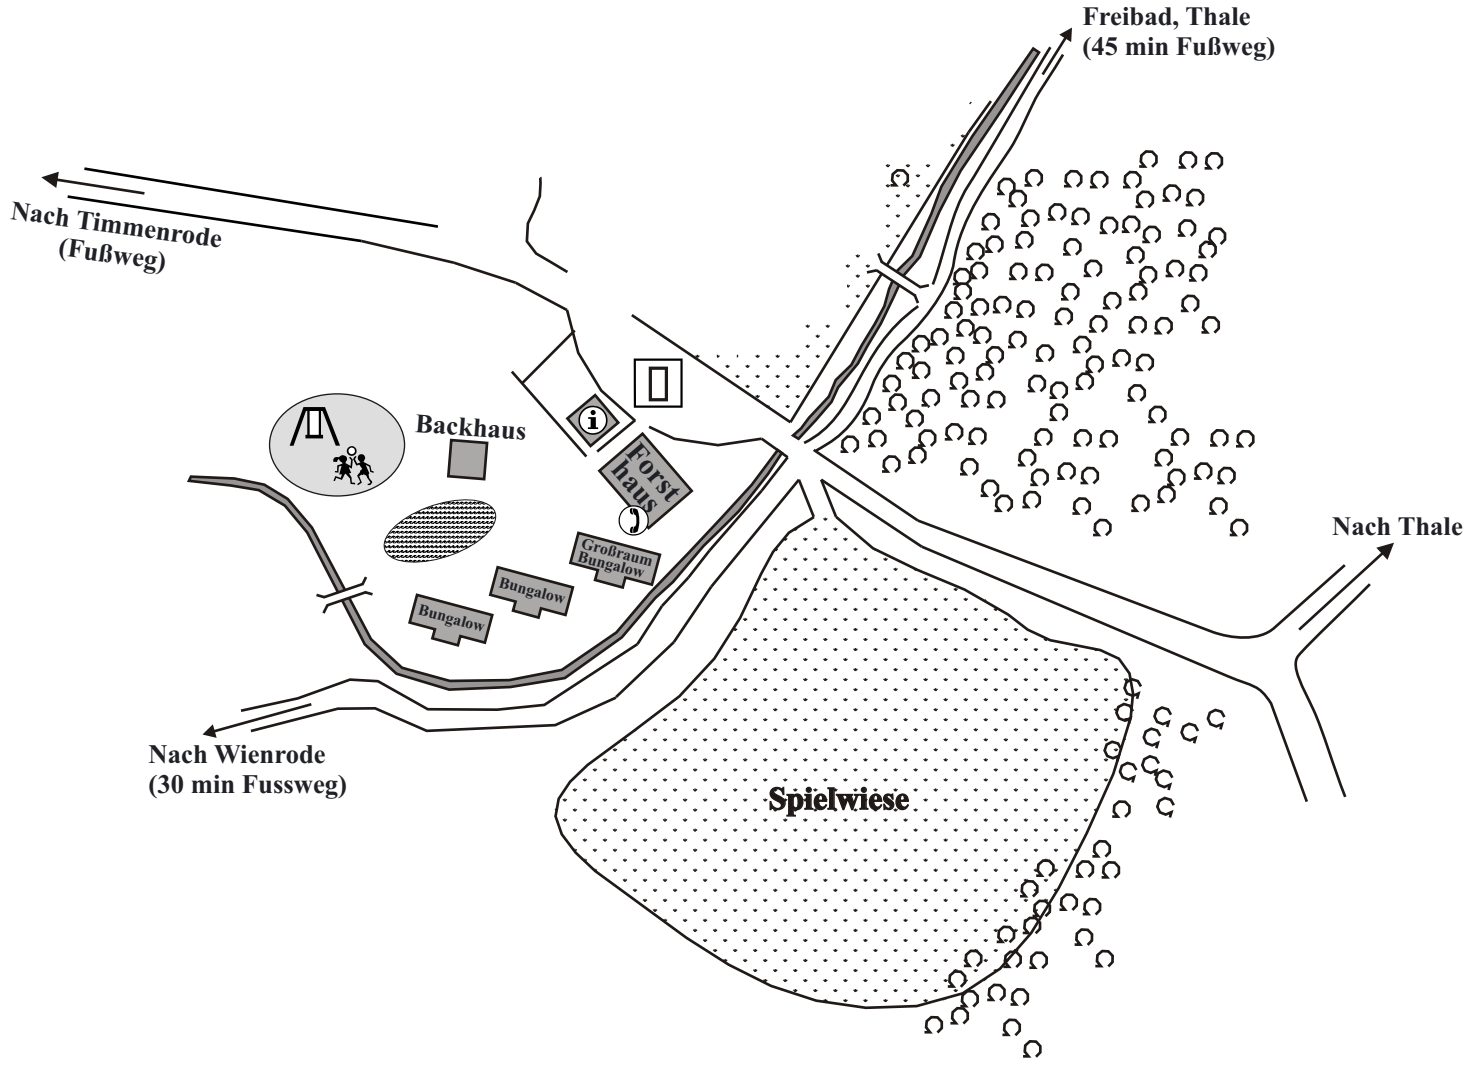 Freibad, Thale
(45 min Fußweg)
Nach Timmenrode
(Fußweg)
Backhaus
i
Forst
haus
Großraum
Bungalow
Bungalow
Bungalow
Nach Thale
Nach Wienrode
(30 min Fussweg)
Spielwiese